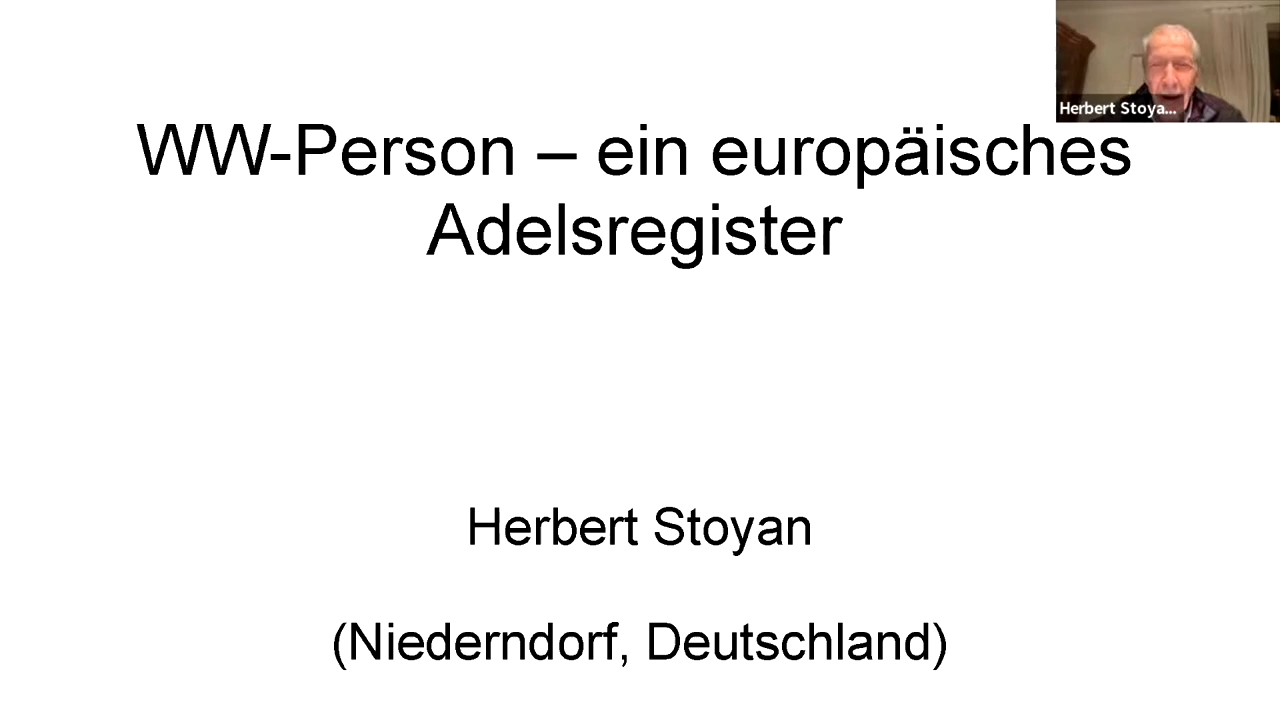 Herbert Stoya...
WW-Person – ein europäisches
Adelsregister
Herbert Stoyan
(Niederndorf, Deutschland)